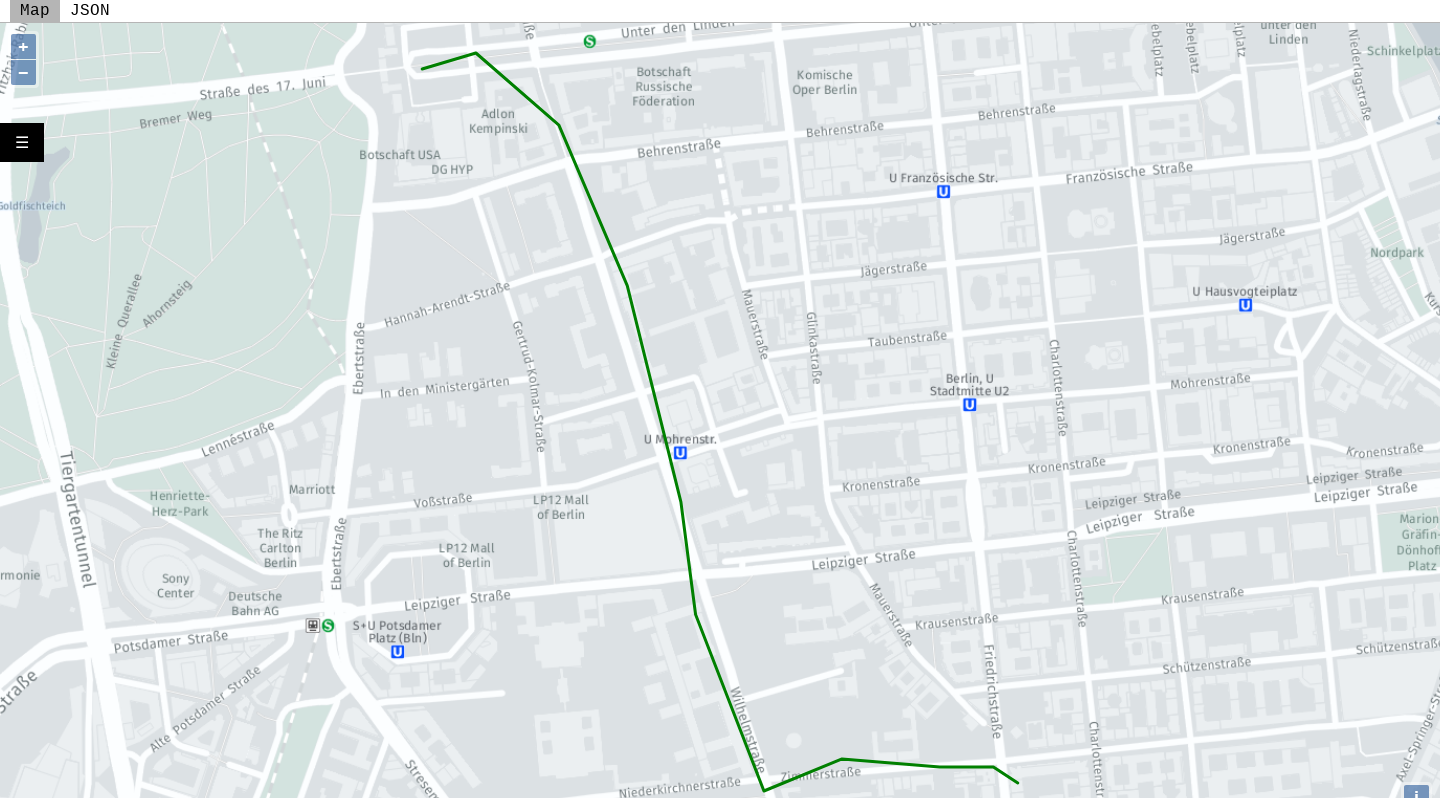 Map JSON
+
−
☰
Unter den Linden
S
unter den
Linden
Schinkelplatz
Niederlagstraße
Straße des 17. Juni
Bremer Weg
Botschaft
Russische
Föderation
Komische
Oper Berlin
Adlon
Kempinski
Behrenstraße
Behrenstraße
Behrenstraße
Botschaft USA
DG HYP
U Französische Str.
U
Französische Straße
Goldfischteich
Jägerstraße
Jägerstraße
Nordpark
Kleine Querallee
Ahornsteig
Hannah-Arendt-Straße
Mauerstraße
Glinkastraße
U Hausvogteiplatz
U
Ebertstraße
Gertrud-Kolmar-Straße
Taubenstraße
Charlottenstraße
In den Ministergärten
Berlin, U
Stadtmitte U2
U
Mohrenstraße
Lennéstraße
U Mohrenstr.
U
Kronenstraße
Kronenstraße
Kronenstraße
Kronenstraße
Tiergartentunnel
Henriette-
Herz-Park
Marriott
Voßstraße
LP12 Mall
of Berlin
Leipziger Straße
Leipziger Straße
Leipziger Straße
Leipziger Straße
The Ritz
Carlton
Berlin
Ebertstraße
LP12 Mall
of Berlin
Leipziger Straße
Marion-
Gräfin-
Dönhoff-
Platz
Sony
Center
Deutsche
Bahn AG
Leipziger Straße
Mauerstraße
Charlottenstraße
Krausenstraße
Krausenstraße
Potsdamer Straße
S
S+U Potsdamer
Platz (Bln)
U
Friedrichstraße
Schützenstraße
Schützenstraße
Alte Potsdamer Straße
Wilhelmstraße
Zimmerstraße
Niederkirchnerstraße
i